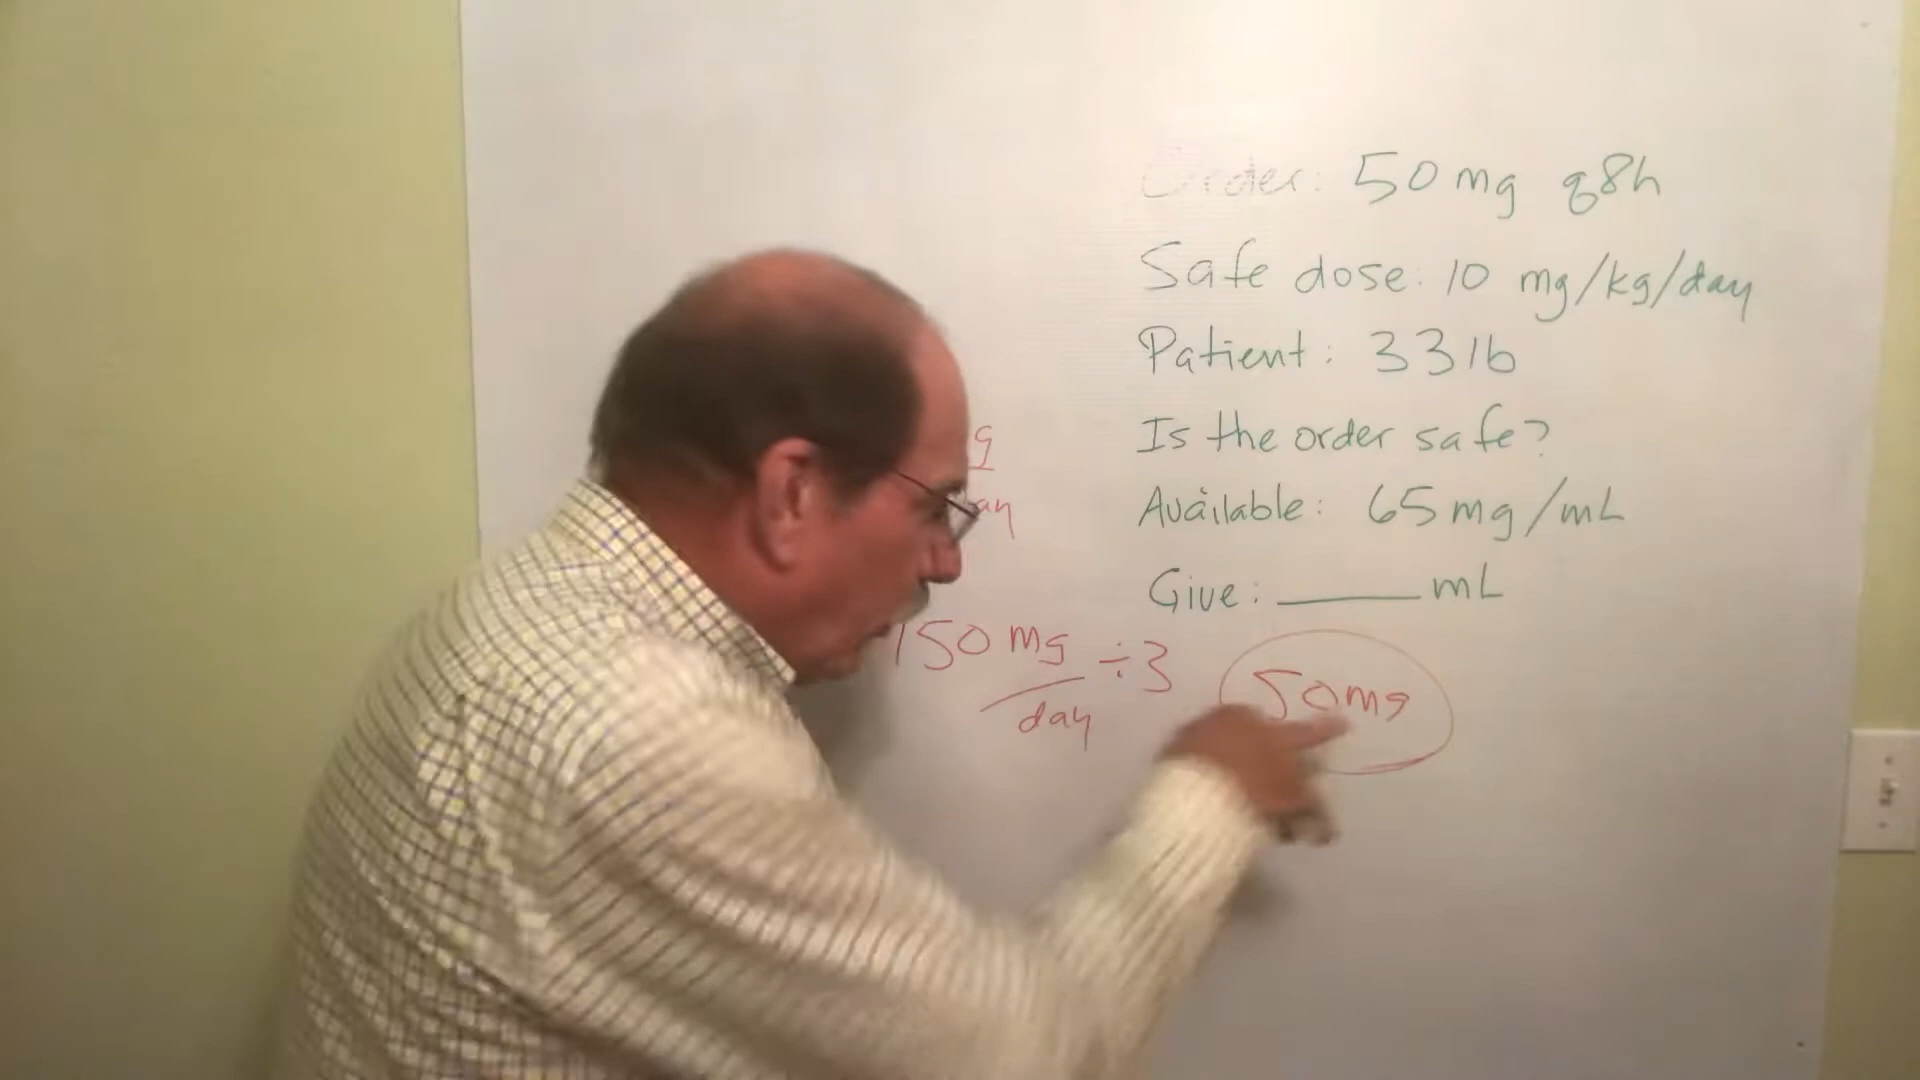 Order: 50 mg q8h
Safe dose: 10 mg/kg/day
Patient: 33 lb
Is the order safe?
Available: 65 mg/mL
Give: ______ mL
150 mg ÷ 3
day
50 mg